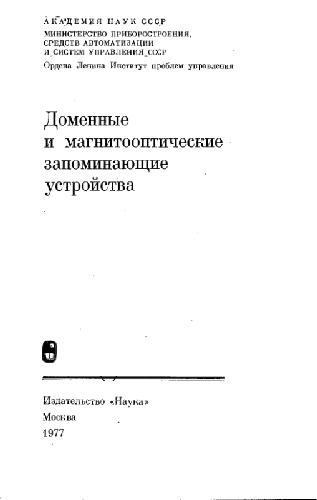 АКАДЕМИЯ НАУК СССР
МИНИСТЕРСТВО ПРИБОРОСТРОЕНИЯ,
СРЕДСТВ АВТОМАТИЗАЦИИ
И СИСТЕМ УПРАВЛЕНИЯ СССР
Ордена Ленина Институт проблем управления
Доменные
и магнитооптические
запоминающие
устройства
Издательство «Наука»
Москва
1977